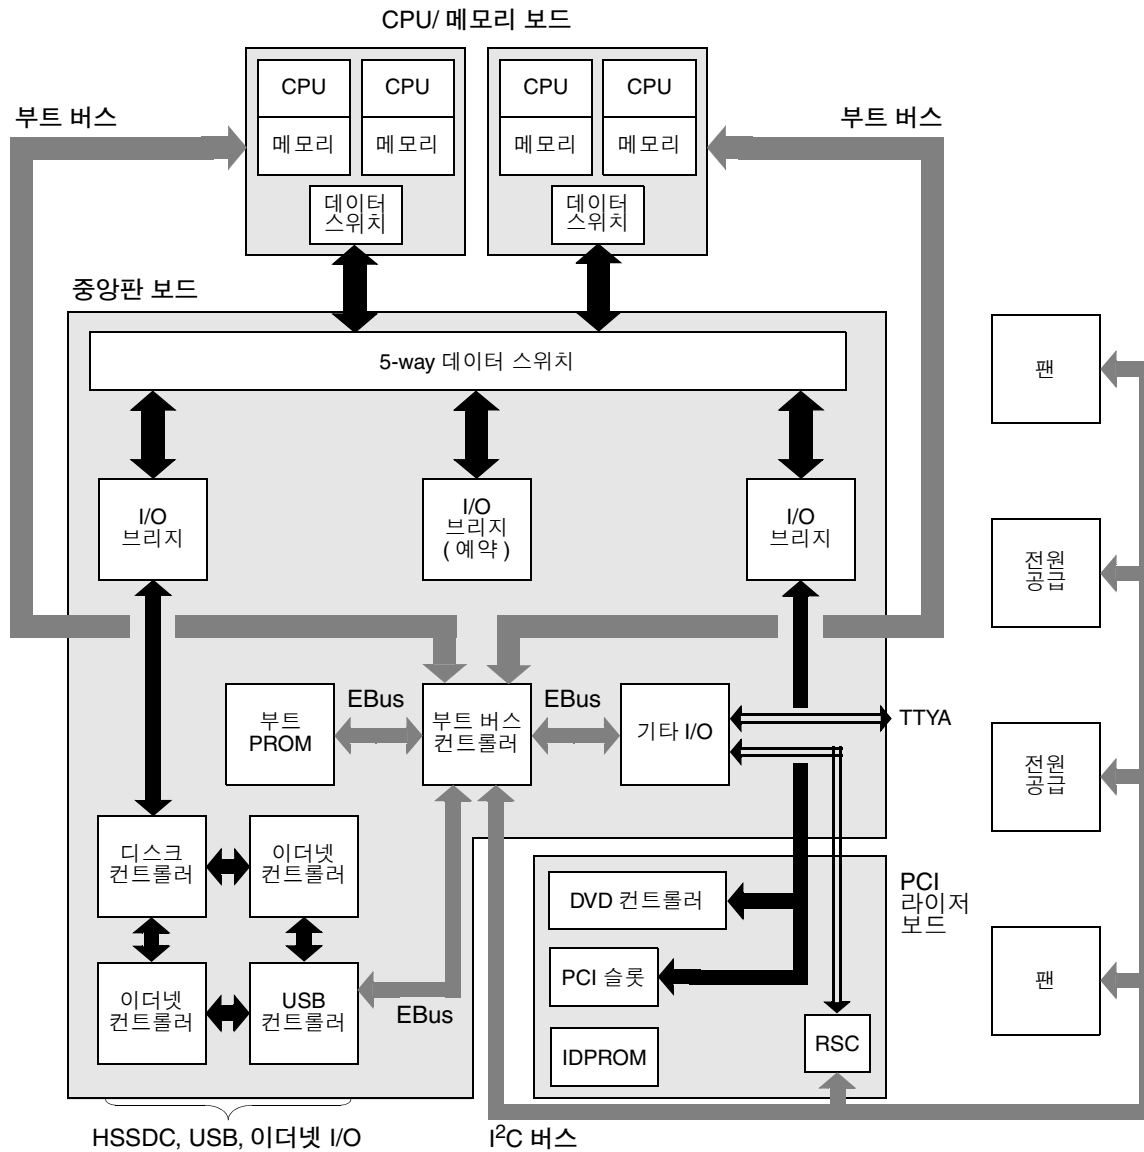 CPU/ 메모리 보드
CPU
CPU
CPU
CPU
부트 버스
부트 버스
메모리
메모리
메모리
메모리
데이터
스위치
데이터
스위치
중앙판 보드
5-way 데이터 스위치
팬
I/O
브리지
I/O
브리지
( 예약 )
I/O
브리지
전원
공급
EBus
EBus
부트
PROM
부트 버스
컨트롤러
기타 I/O
TTYA
전원
공급
디스크
컨트롤러
이더넷
컨트롤러
DVD 컨트롤러
PCI
라이저
보드
PCI 슬롯
팬
이더넷
컨트롤러
USB
컨트롤러
EBus
IDPROM
RSC
HSSDC, USB, 이더넷 I/O
I²C 버스